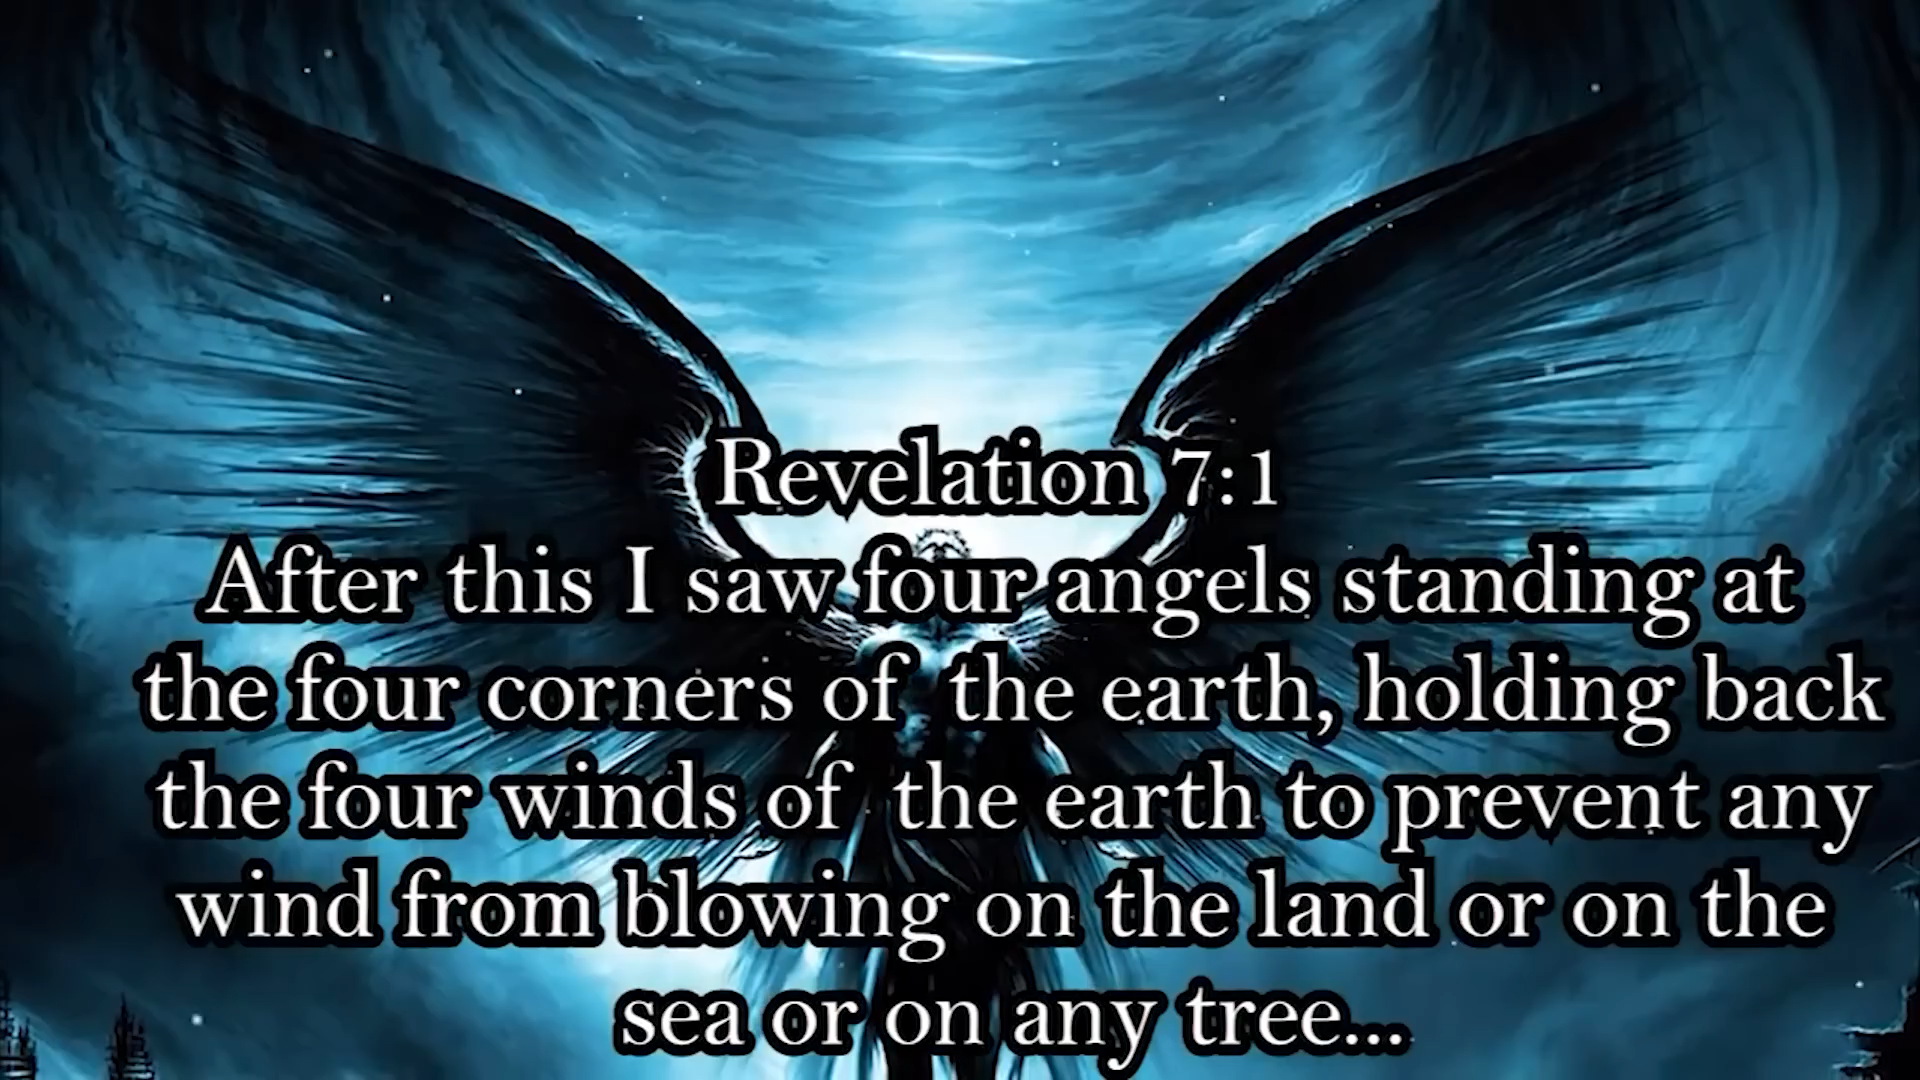 Revelation 7:1
After this I saw four angels standing at
the four corners of the earth, holding back
the four winds of the earth to prevent any
wind from blowing on the land or on the
sea or on any tree...